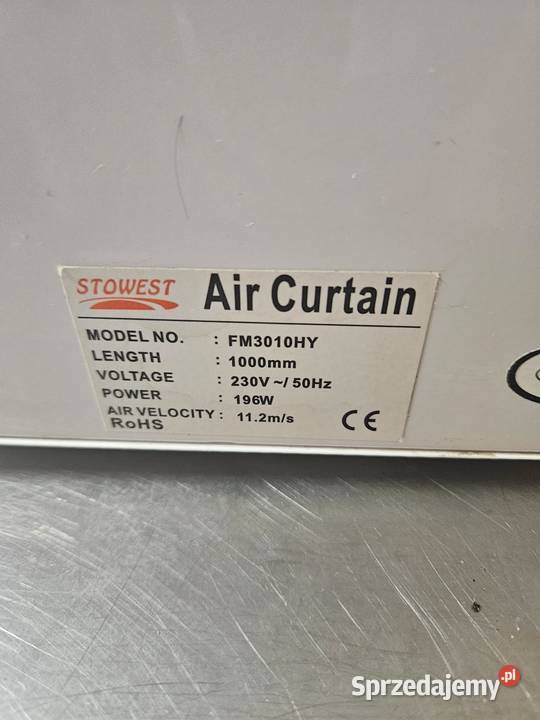 STOWEST Air Curtain
MODEL NO. : FM3010HY
LENGTH : 1000mm
VOLTAGE : 230V ~/ 50Hz
POWER : 196W
AIR VELOCITY : 11.2m/s
RoHS CE
Sprzedajemy.pl